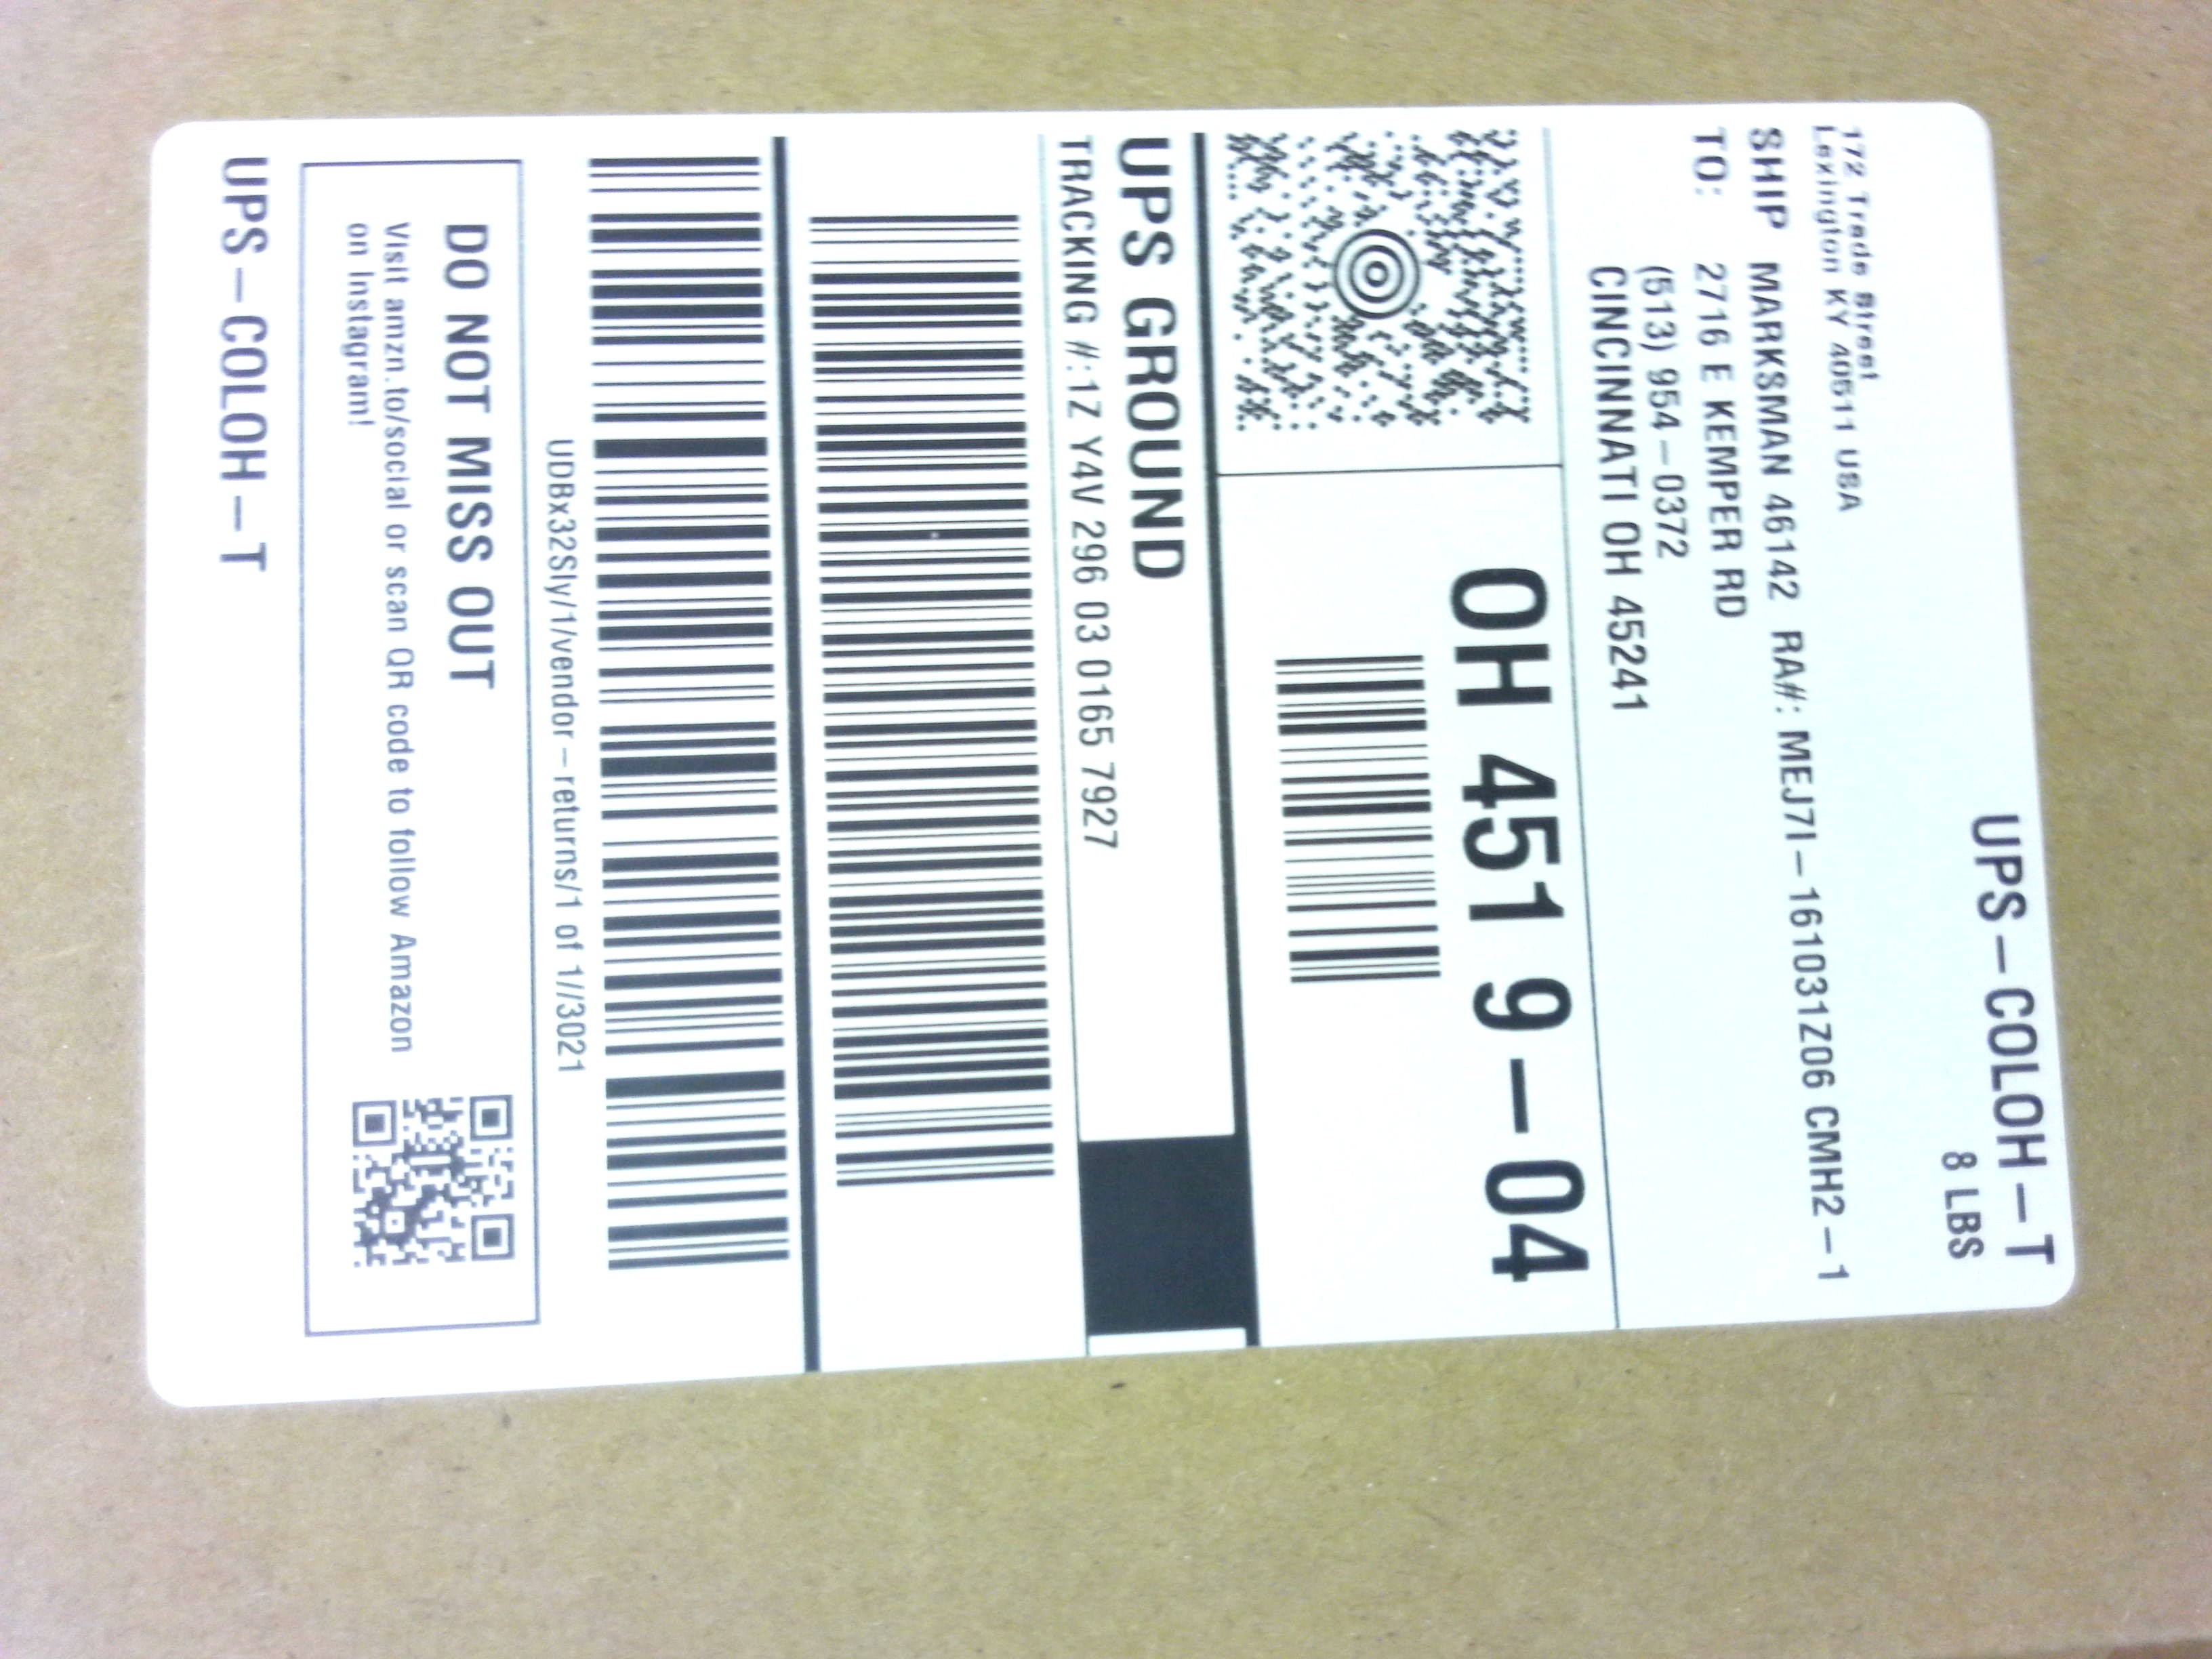 UPS-COLOH-T
8 LBS
172 Trade Street
Lexington KY 40511 USA
SHIP MARKSMAN 46142 RA#: MEJ7I-161031Z06 CMH2-1
TO: 2716 E KEMPER RD
(513) 954-0372
CINCINNATI OH 45241
OH 451 9-04
UPS GROUND
TRACKING #:1Z Y4V 296 03 0165 7927
UDBx32Sly/1/vendor-returns/1 of 1//3021
DO NOT MISS OUT
Visit amzn.to/social or scan QR code to follow Amazon
on Instagram!
UPS-COLOH-T